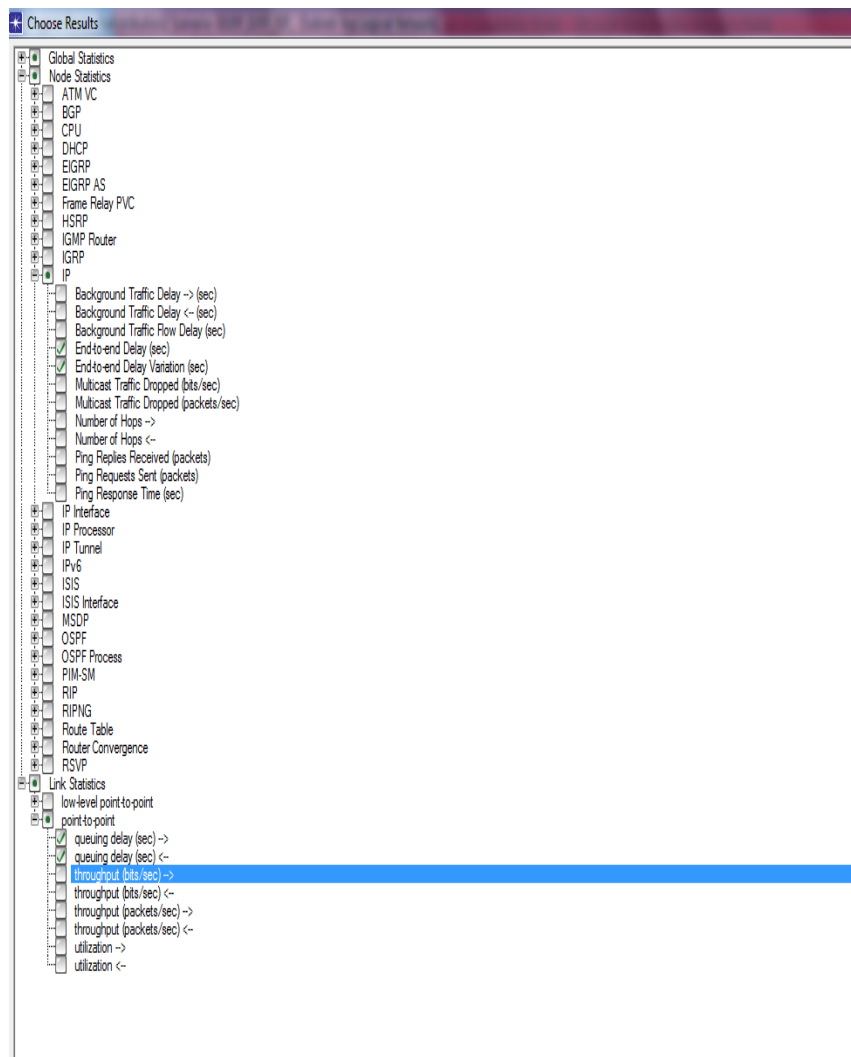 Choose Results
Global Statistics
Node Statistics
ATM VC
BGP
CPU
DHCP
EIGRP
EIGRP AS
Frame Relay PVC
HSRP
IGMP Router
IGRP
IP
Background Traffic Delay --> (sec)
Background Traffic Delay <-- (sec)
Background Traffic Flow Delay (sec)
End-to-end Delay (sec)
End-to-end Delay Variation (sec)
Multicast Traffic Dropped (bits/sec)
Multicast Traffic Dropped (packets/sec)
Number of Hops -->
Number of Hops <--
Ping Replies Received (packets)
Ping Requests Sent (packets)
Ping Response Time (sec)
IP Interface
IP Processor
IP Tunnel
IPv6
ISIS
ISIS Interface
MSDP
OSPF
OSPF Process
PIM-SM
RIP
RIPNG
Route Table
Router Convergence
RSVP
Link Statistics
low-level point-to-point
point-to-point
queuing delay (sec) -->
queuing delay (sec) <--
throughput (bits/sec) -->
throughput (bits/sec) <--
throughput (packets/sec) -->
throughput (packets/sec) <--
utilization -->
utilization <--